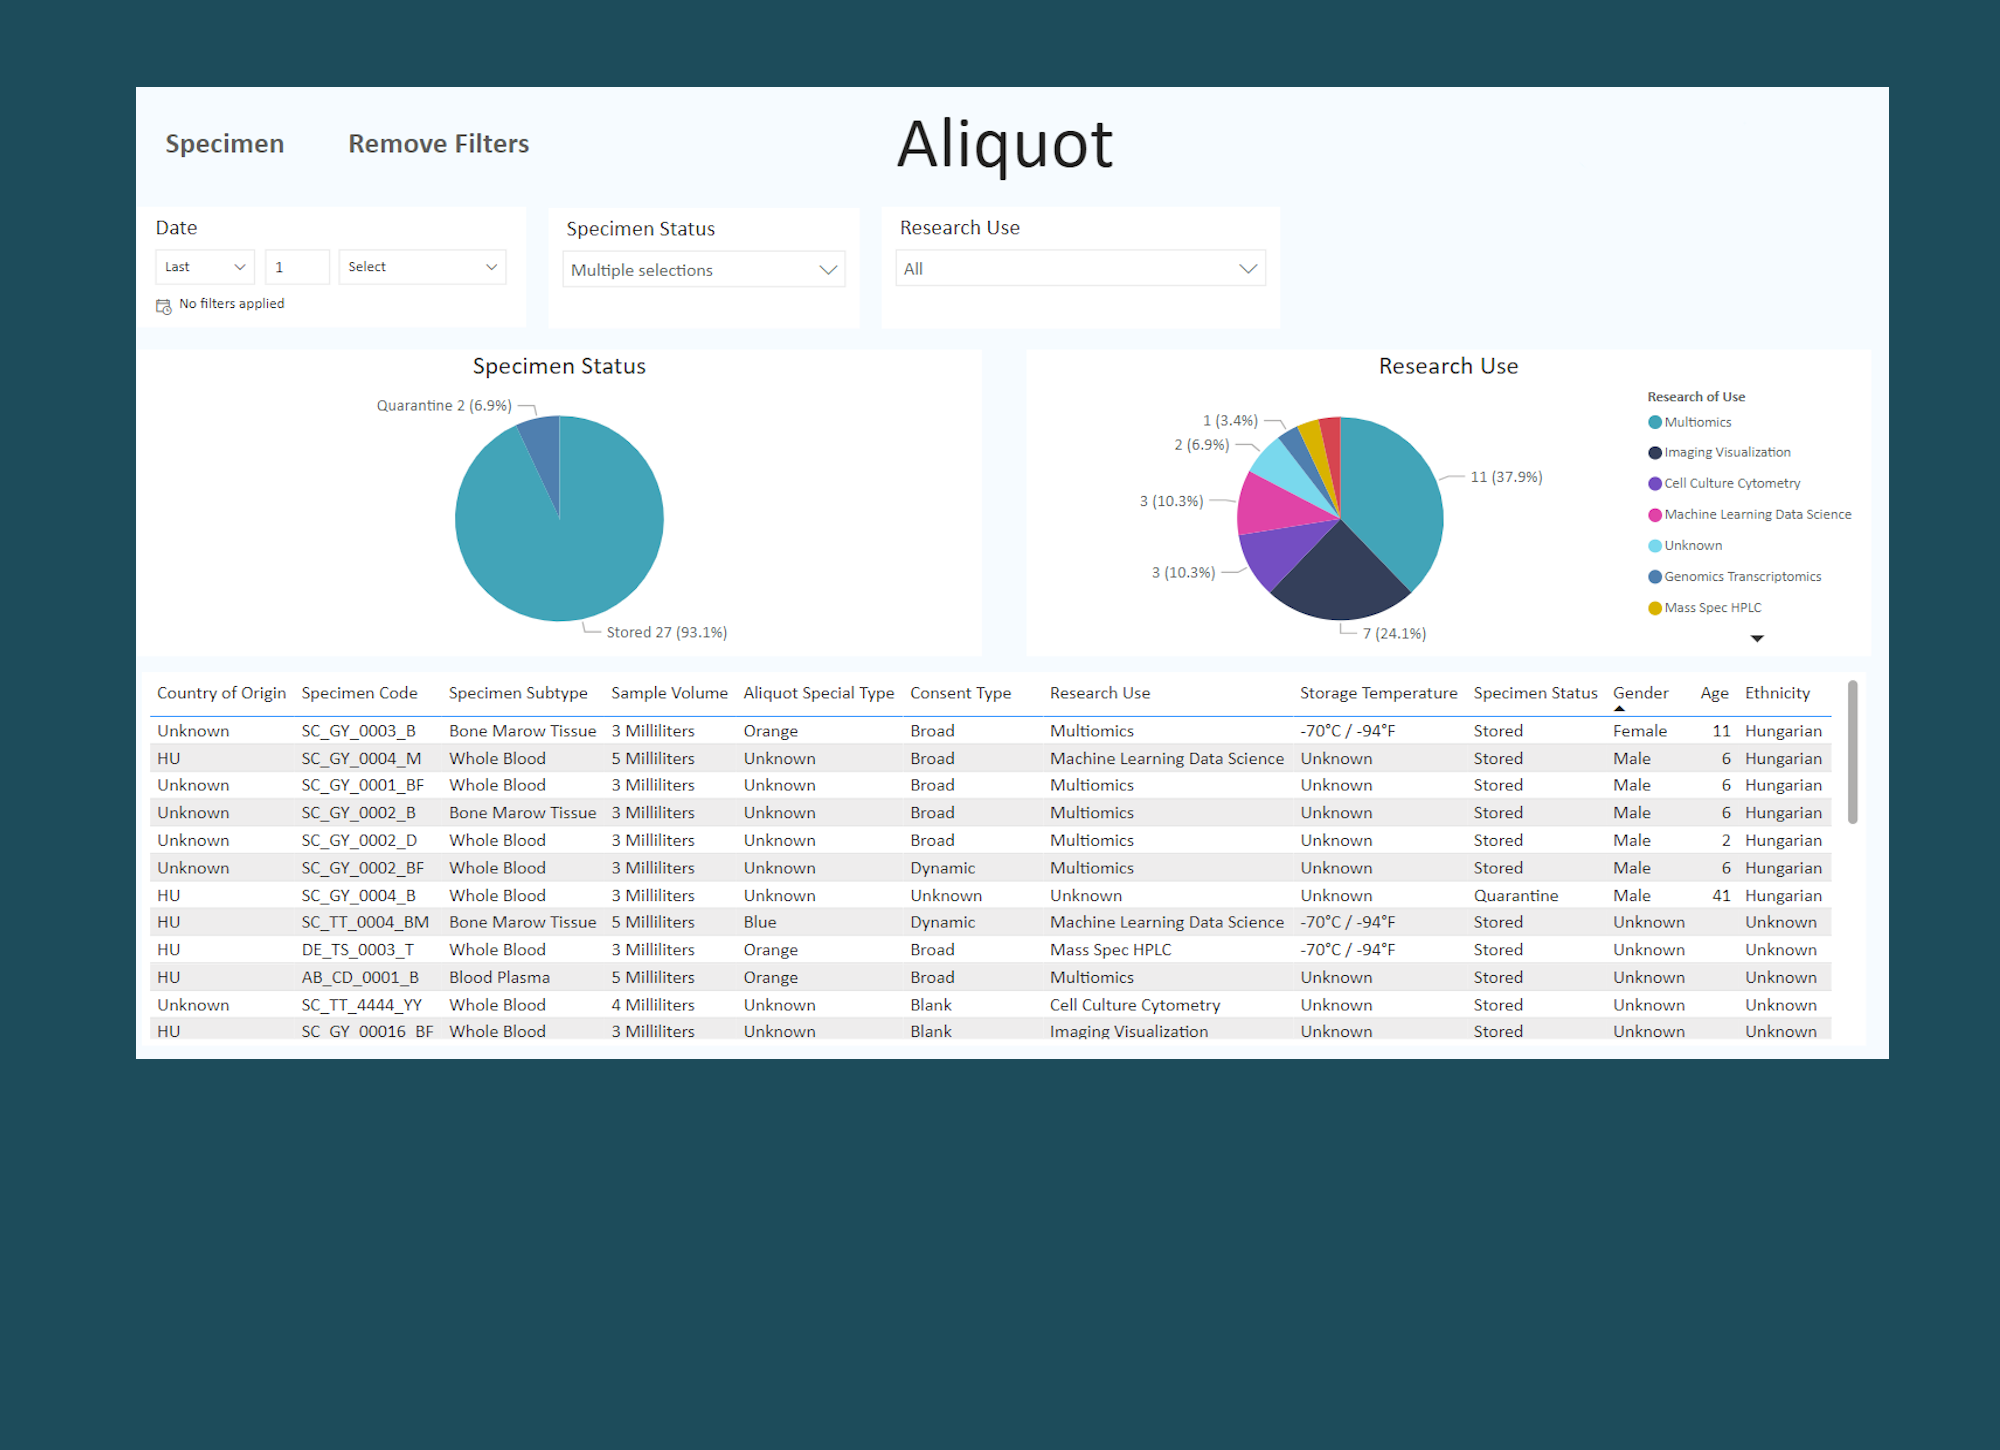 Specimen Remove Filters Aliquot
Date
Last 1 Select
No filters applied
Specimen Status
Multiple selections
Research Use
All
Specimen Status
Quarantine 2 (6.9%)
Stored 27 (93.1%)
Research Use
1 (3.4%)
2 (6.9%)
3 (10.3%)
3 (10.3%)
11 (37.9%)
7 (24.1%)
Research of Use
Multiomics
Imaging Visualization
Cell Culture Cytometry
Machine Learning Data Science
Unknown
Genomics Transcriptomics
Mass Spec HPLC
Country of Origin Specimen Code Specimen Subtype Sample Volume Aliquot Special Type Consent Type Research Use Storage Temperature Specimen Status Gender Age Ethnicity
Unknown SC_GY_0003_B Bone Marow Tissue 3 Milliliters Orange Broad Multiomics -70°C / -94°F Stored Female 11 Hungarian
HU SC_GY_0004_M Whole Blood 5 Milliliters Unknown Broad Machine Learning Data Science Unknown Stored Male 6 Hungarian
Unknown SC_GY_0001_BF Whole Blood 3 Milliliters Unknown Broad Multiomics Unknown Stored Male 6 Hungarian
Unknown SC_GY_0002_B Bone Marow Tissue 3 Milliliters Unknown Broad Multiomics Unknown Stored Male 6 Hungarian
Unknown SC_GY_0002_D Whole Blood 3 Milliliters Unknown Broad Multiomics Unknown Stored Male 2 Hungarian
Unknown SC_GY_0002_BF Whole Blood 3 Milliliters Unknown Dynamic Multiomics Unknown Stored Male 6 Hungarian
HU SC_GY_0004_B Whole Blood 3 Milliliters Unknown Unknown Unknown Unknown Quarantine Male 41 Hungarian
HU SC_TT_0004_BM Bone Marow Tissue 5 Milliliters Blue Dynamic Machine Learning Data Science -70°C / -94°F Stored Unknown Unknown
HU DE_TS_0003_T Whole Blood 3 Milliliters Orange Broad Mass Spec HPLC -70°C / -94°F Stored Unknown Unknown
HU AB_CD_0001_B Blood Plasma 5 Milliliters Orange Broad Multiomics Unknown Stored Unknown Unknown
Unknown SC_TT_4444_YY Whole Blood 4 Milliliters Unknown Blank Cell Culture Cytometry Unknown Stored Unknown Unknown
HU SC_GY_00016_BF Whole Blood 3 Milliliters Unknown Blank Imaging Visualization Unknown Stored Unknown Unknown